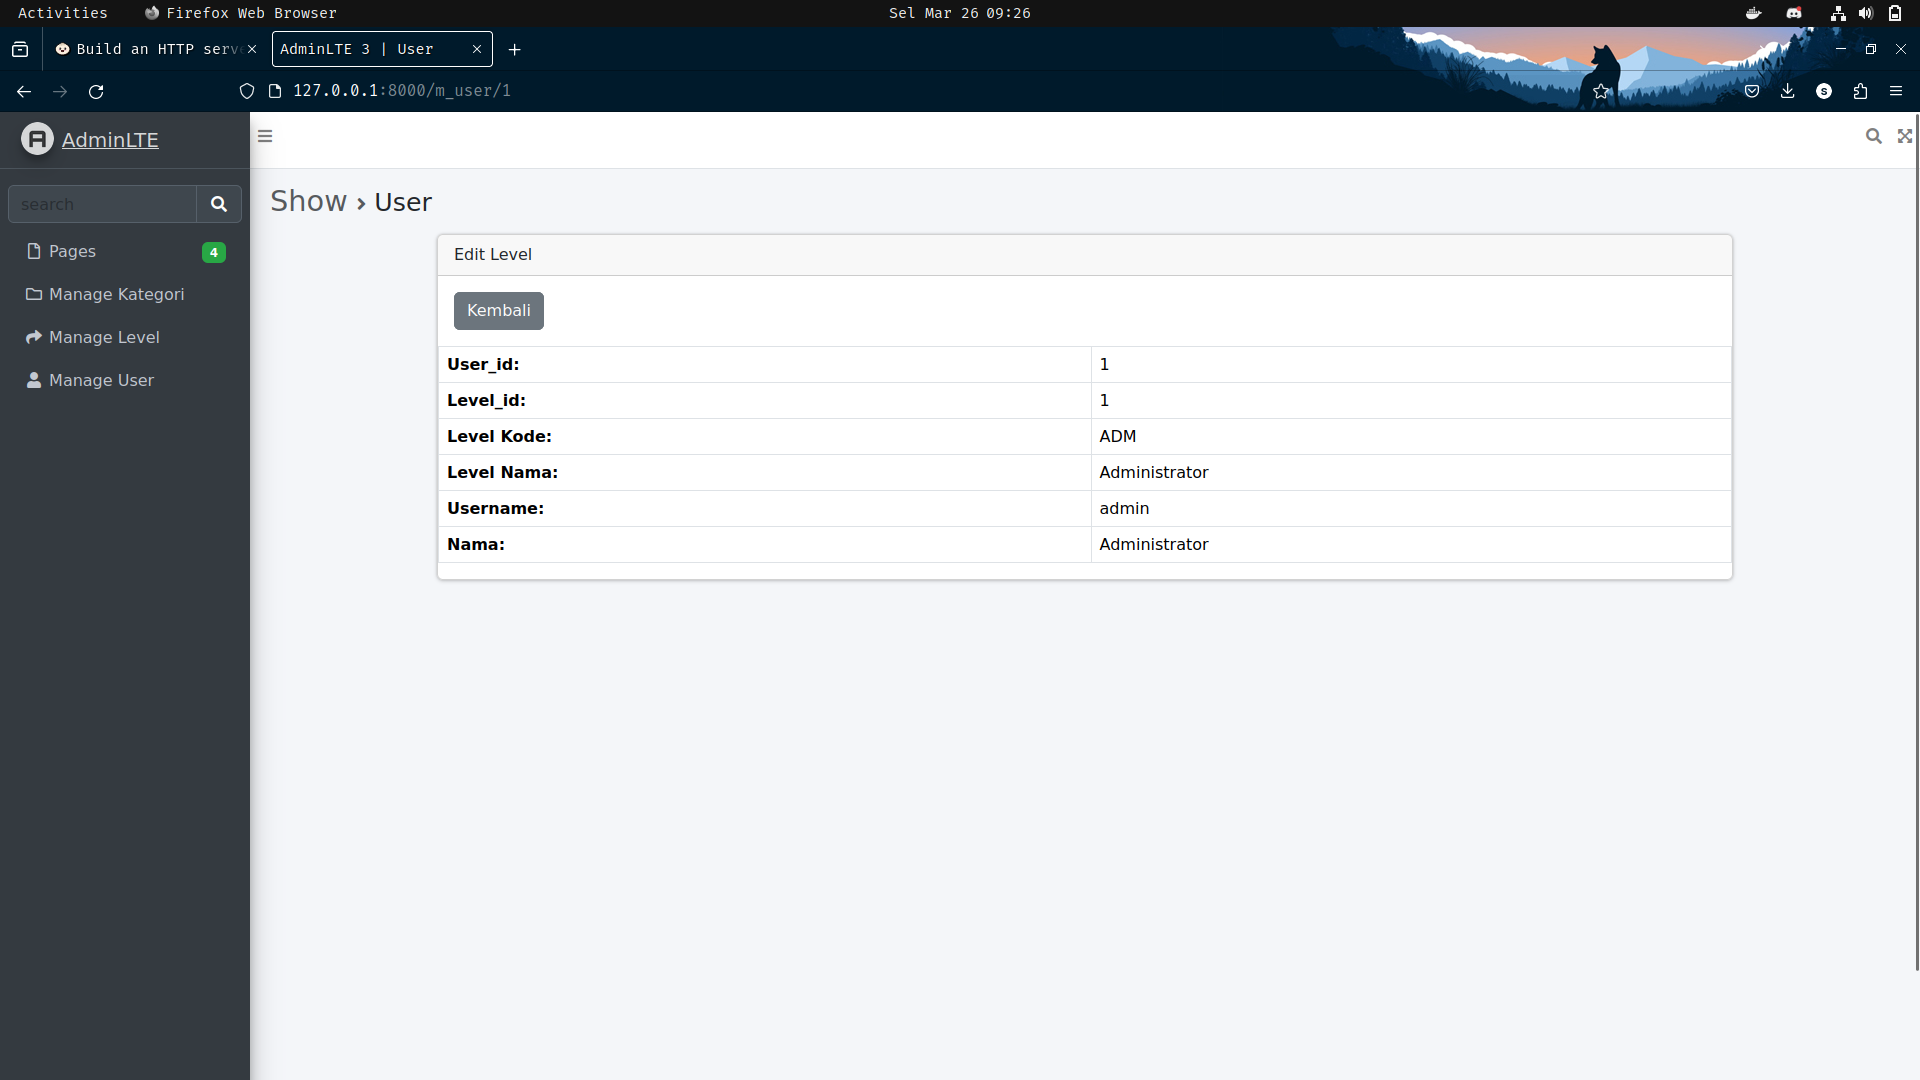 Activities Firefox Web Browser Sel Mar 26 09:26
Build an HTTP serve AdminLTE 3 | User
127.0.0.1:8000/m_user/1
AdminLTE
search
Pages 4
Manage Kategori
Manage Level
Manage User
Show › User
Edit Level
Kembali
User_id: 1
Level_id: 1
Level Kode: ADM
Level Nama: Administrator
Username: admin
Nama: Administrator